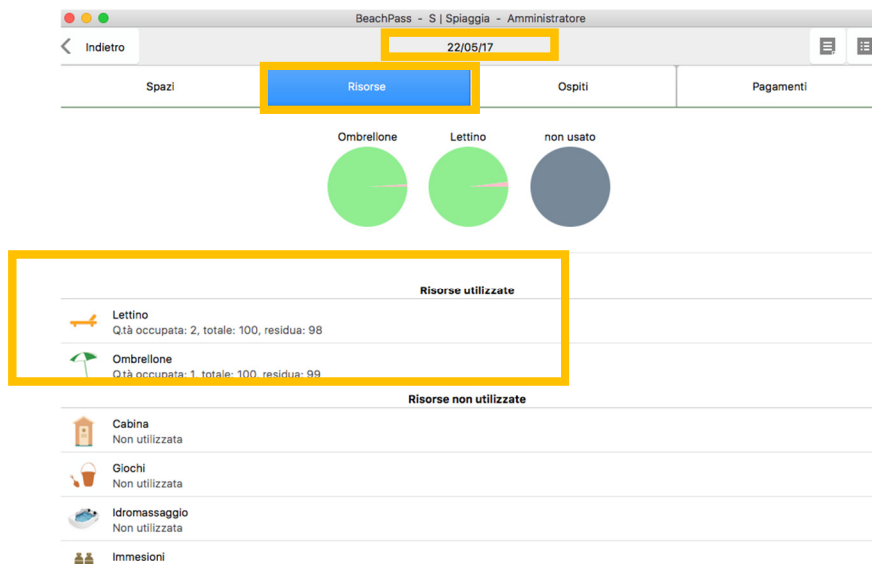 BeachPass - S | Spiaggia - Amministratore
Indietro
22/05/17
Spazi Risorse Ospiti Pagamenti
Ombrellone Lettino non usato
Risorse utilizzate
Lettino
Q.tà occupata: 2, totale: 100, residua: 98
Ombrellone
Q.tà occupata: 1, totale: 100, residua: 99
Risorse non utilizzate
Cabina
Non utilizzata
Giochi
Non utilizzata
Idromassaggio
Non utilizzata
Immesioni